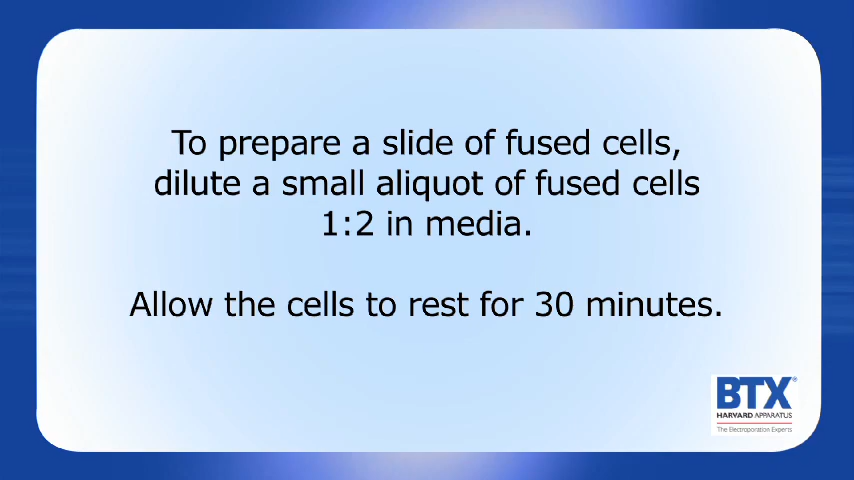 To prepare a slide of fused cells,
dilute a small aliquot of fused cells
1:2 in media.
Allow the cells to rest for 30 minutes.
BTX®
HARVARD APPARATUS
The Electroporation Experts